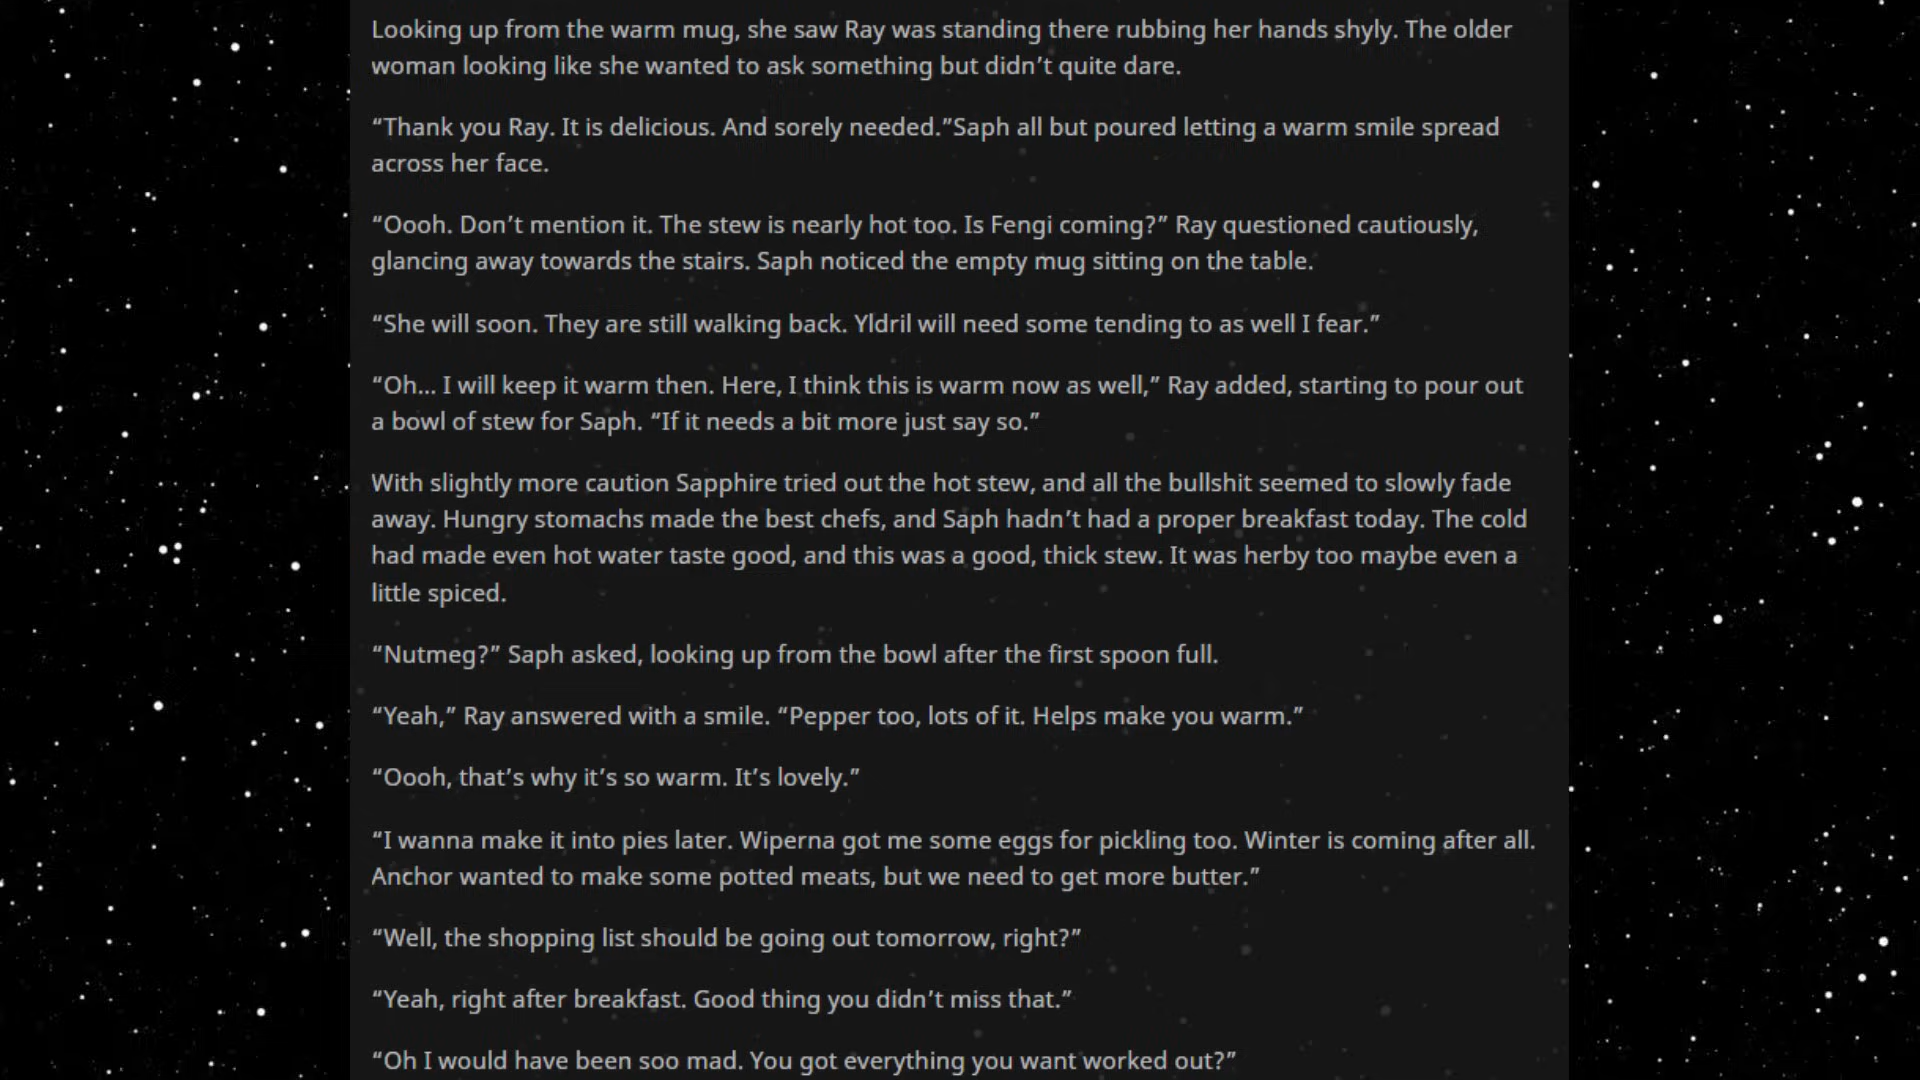 Looking up from the warm mug, she saw Ray was standing there rubbing her hands shyly. The older
woman looking like she wanted to ask something but didn’t quite dare.
“Thank you Ray. It is delicious. And sorely needed.”Saph all but poured letting a warm smile spread
across her face.
“Oooh. Don’t mention it. The stew is nearly hot too. Is Fengi coming?” Ray questioned cautiously,
glancing away towards the stairs. Saph noticed the empty mug sitting on the table.
“She will soon. They are still walking back. Yldril will need some tending to as well I fear.”
“Oh... I will keep it warm then. Here, I think this is warm now as well,” Ray added, starting to pour out
a bowl of stew for Saph. “If it needs a bit more just say so.”
With slightly more caution Sapphire tried out the hot stew, and all the bullshit seemed to slowly fade
away. Hungry stomachs made the best chefs, and Saph hadn’t had a proper breakfast today. The cold
had made even hot water taste good, and this was a good, thick stew. It was herby too maybe even a
little spiced.
“Nutmeg?” Saph asked, looking up from the bowl after the first spoon full.
“Yeah,” Ray answered with a smile. “Pepper too, lots of it. Helps make you warm.”
“Oooh, that’s why it’s so warm. It’s lovely.”
“I wanna make it into pies later. Wiperna got me some eggs for pickling too. Winter is coming after all.
Anchor wanted to make some potted meats, but we need to get more butter.”
“Well, the shopping list should be going out tomorrow, right?”
“Yeah, right after breakfast. Good thing you didn’t miss that.”
“Oh I would have been soo mad. You got everything you want worked out?”